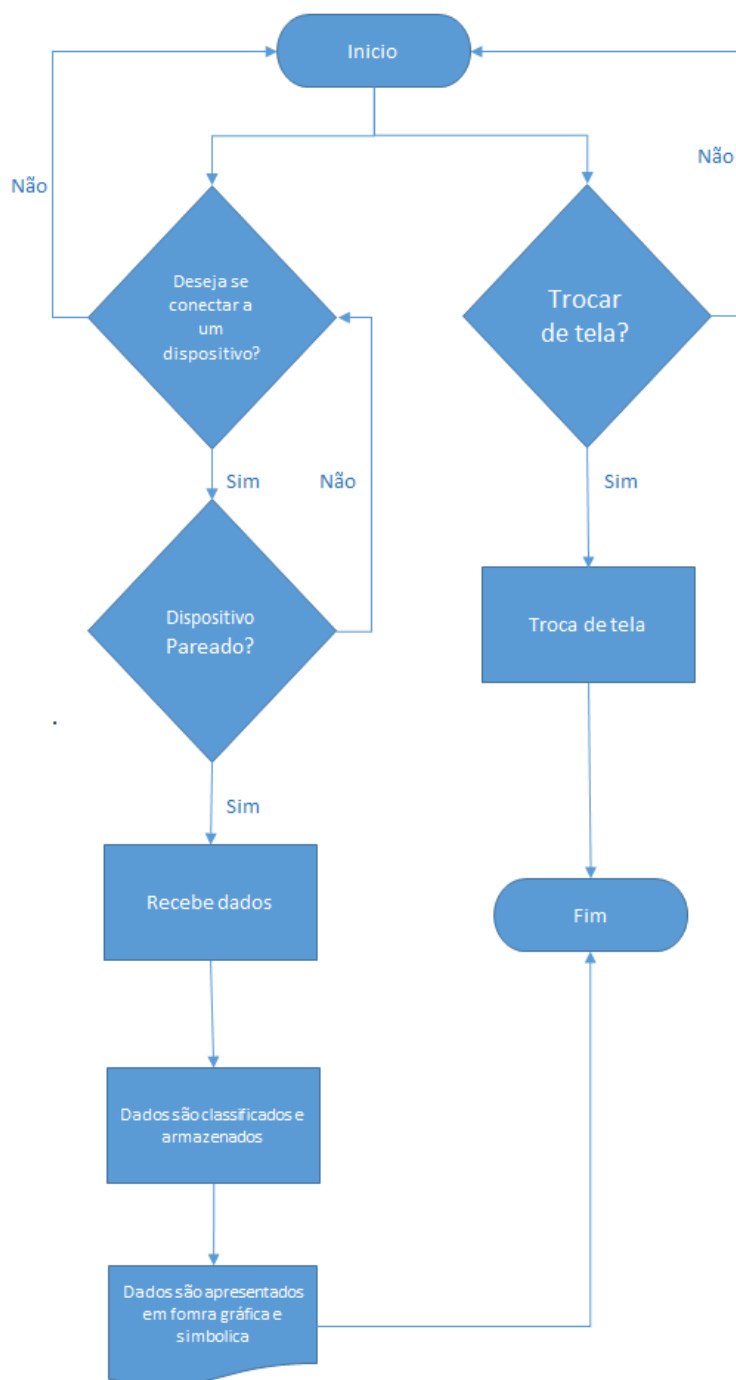 Inicio
Não
Não
Deseja se
conectar a
um
dispositivo?
Trocar
de tela?
Sim
Não
Sim
Dispositivo
Pareado?
Troca de tela
.
Sim
Recebe dados
Fim
Dados são classificados e
armazenados
Dados são apresentados
em fomra gráfica e
simbolica